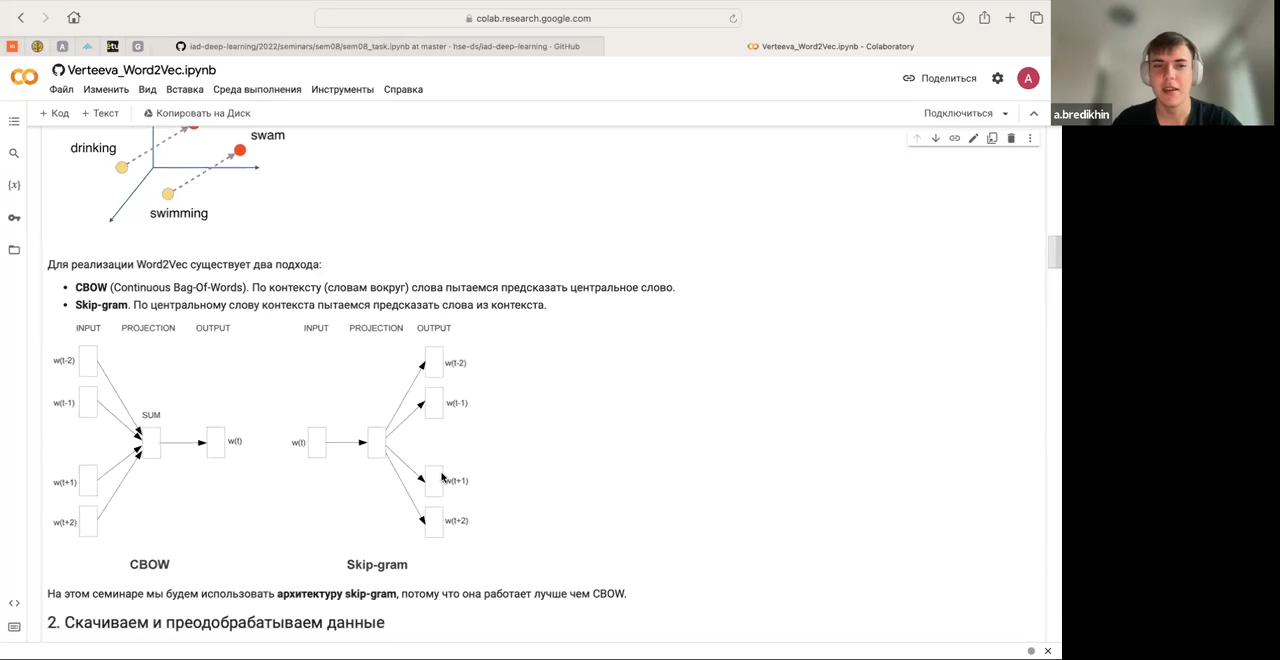 colab.research.google.com
iad-deep-learning/2022/seminars/sem08/sem08_task.ipynb at master · hse-ds/iad-deep-learning · GitHub
Verteeva_Word2Vec.ipynb - Colaboratory
Verteeva_Word2Vec.ipynb
Файл Изменить Вид Вставка Среда выполнения Инструменты Справка
Поделиться
A
a.bredikhin
+ Код + Текст Копировать на Диск
Подключиться
swam
drinking
swimming
Для реализации Word2Vec существует два подхода:
• CBOW (Continuous Bag-Of-Words). По контексту (словам вокруг) слова пытаемся предсказать центральное слово.
• Skip-gram. По центральному слову контекста пытаемся предсказать слова из контекста.
INPUT PROJECTION OUTPUT INPUT PROJECTION OUTPUT
w(t-2) w(t-2)
w(t-1) w(t-1)
SUM
w(t) w(t)
w(t+1) w(t+1)
w(t+2) w(t+2)
CBOW Skip-gram
На этом семинаре мы будем использовать архитектуру skip-gram, потому что она работает лучше чем CBOW.
2. Скачиваем и преодобрабатываем данные